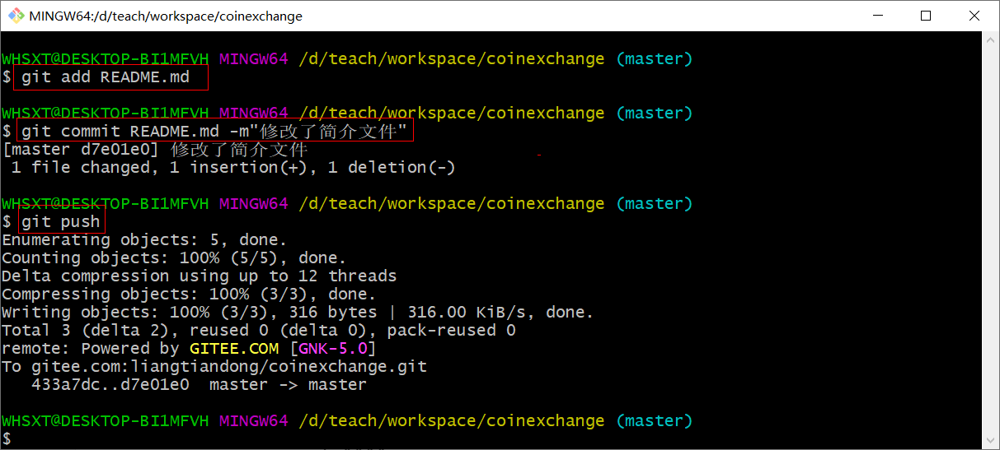 MINGW64:/d/teach/workspace/coinexchange
WHSXT@DESKTOP-BI1MFVH MINGW64 /d/teach/workspace/coinexchange (master)
$ git add README.md
WHSXT@DESKTOP-BI1MFVH MINGW64 /d/teach/workspace/coinexchange (master)
$ git commit README.md -m"修改了简介文件"
[master d7e01e0] 修改了简介文件
 1 file changed, 1 insertion(+), 1 deletion(-)
WHSXT@DESKTOP-BI1MFVH MINGW64 /d/teach/workspace/coinexchange (master)
$ git push
Enumerating objects: 5, done.
Counting objects: 100% (5/5), done.
Delta compression using up to 12 threads
Compressing objects: 100% (3/3), done.
Writing objects: 100% (3/3), 316 bytes | 316.00 KiB/s, done.
Total 3 (delta 2), reused 0 (delta 0), pack-reused 0
remote: Powered by GITEE.COM [GNK-5.0]
To gitee.com:liangtiandong/coinexchange.git
   433a7dc..d7e01e0  master -> master
WHSXT@DESKTOP-BI1MFVH MINGW64 /d/teach/workspace/coinexchange (master)
$